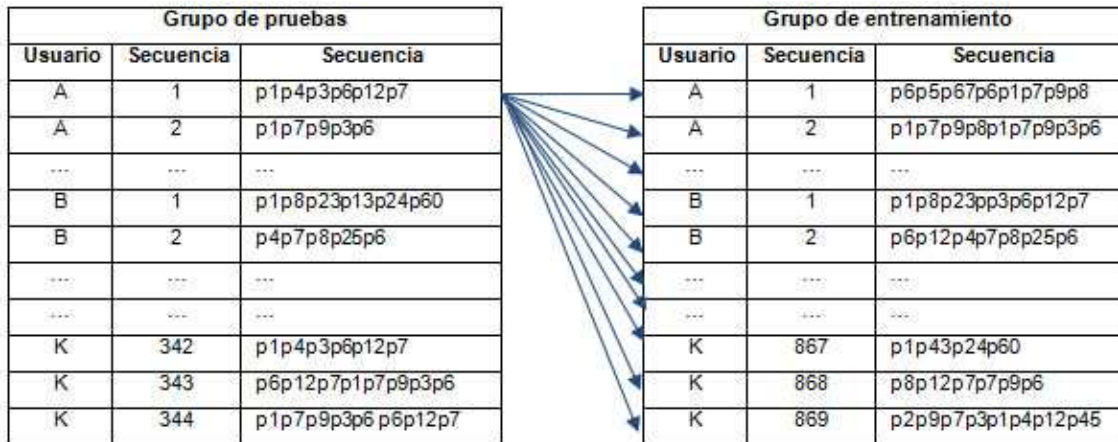 Grupo de pruebas
Usuario Secuencia Secuencia
A 1 p1p4p3p6p12p7
A 2 p1p7p9p3p6
... ... ...
B 1 p1p8p23p13p24p60
B 2 p4p7p8p25p6
... ... ...
... ... ...
K 342 p1p4p3p6p12p7
K 343 p6p12p7p1p7p9p3p6
K 344 p1p7p9p3p6 p6p12p7
Grupo de entrenamiento
Usuario Secuencia Secuencia
A 1 p6p5p67p6p1p7p9p8
A 2 p1p7p9p8p1p7p9p3p6
... ... ...
B 1 p1p8p23pp3p6p12p7
B 2 p6p12p4p7p8p25p6
... ... ...
... ... ...
K 867 p1p43p24p60
K 868 p8p12p7p7p9p6
K 869 p2p9p7p3p1p4p12p45